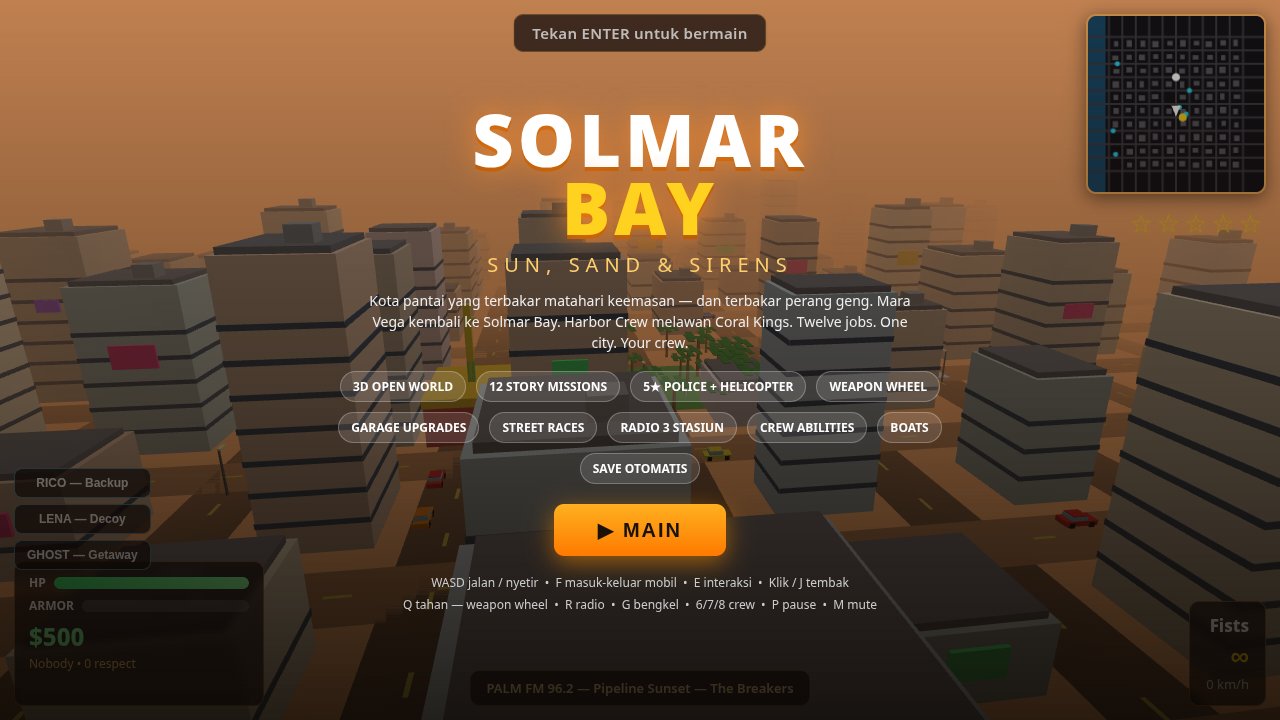 Tekan ENTER untuk bermain
SOLMAR
BAY
SUN, SAND & SIRENS
Kota pantai yang terbakar matahari keemasan — dan terbakar perang geng. Mara
Vega kembali ke Solmar Bay. Harbor Crew melawan Coral Kings. Twelve jobs. One
city. Your crew.
3D OPEN WORLD
12 STORY MISSIONS
5★ POLICE + HELICOPTER
WEAPON WHEEL
GARAGE UPGRADES
STREET RACES
RADIO 3 STASIUN
CREW ABILITIES
BOATS
SAVE OTOMATIS
▶ MAIN
WASD jalan / nyetir • F masuk-keluar mobil • E interaksi • Klik / J tembak
Q tahan — weapon wheel • R radio • G bengkel • 6/7/8 crew • P pause • M mute
RICO — Backup
LENA — Decoy
GHOST — Getaway
HP
ARMOR
$500
Nobody • 0 respect
PALM FM 96.2 — Pipeline Sunset — The Breakers
Fists
∞
0 km/h